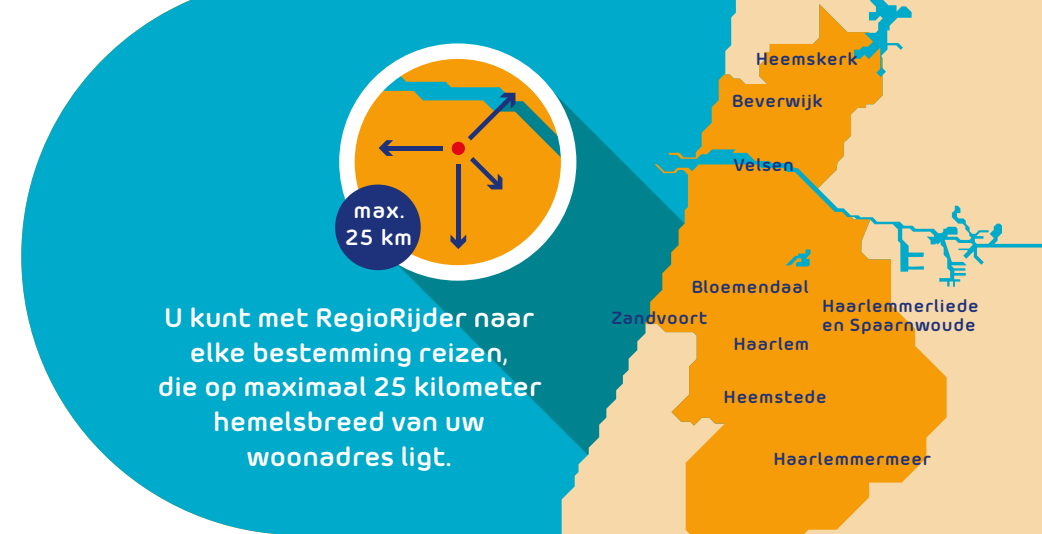 Heemskerk
Beverwijk
Velsen
max.
25 km
Bloemendaal
Haarlemmerliede
en Spaarnwoude
Zandvoort
Haarlem
Heemstede
Haarlemmermeer
U kunt met RegioRijder naar
elke bestemming reizen,
die op maximaal 25 kilometer
hemelsbreed van uw
woonadres ligt.